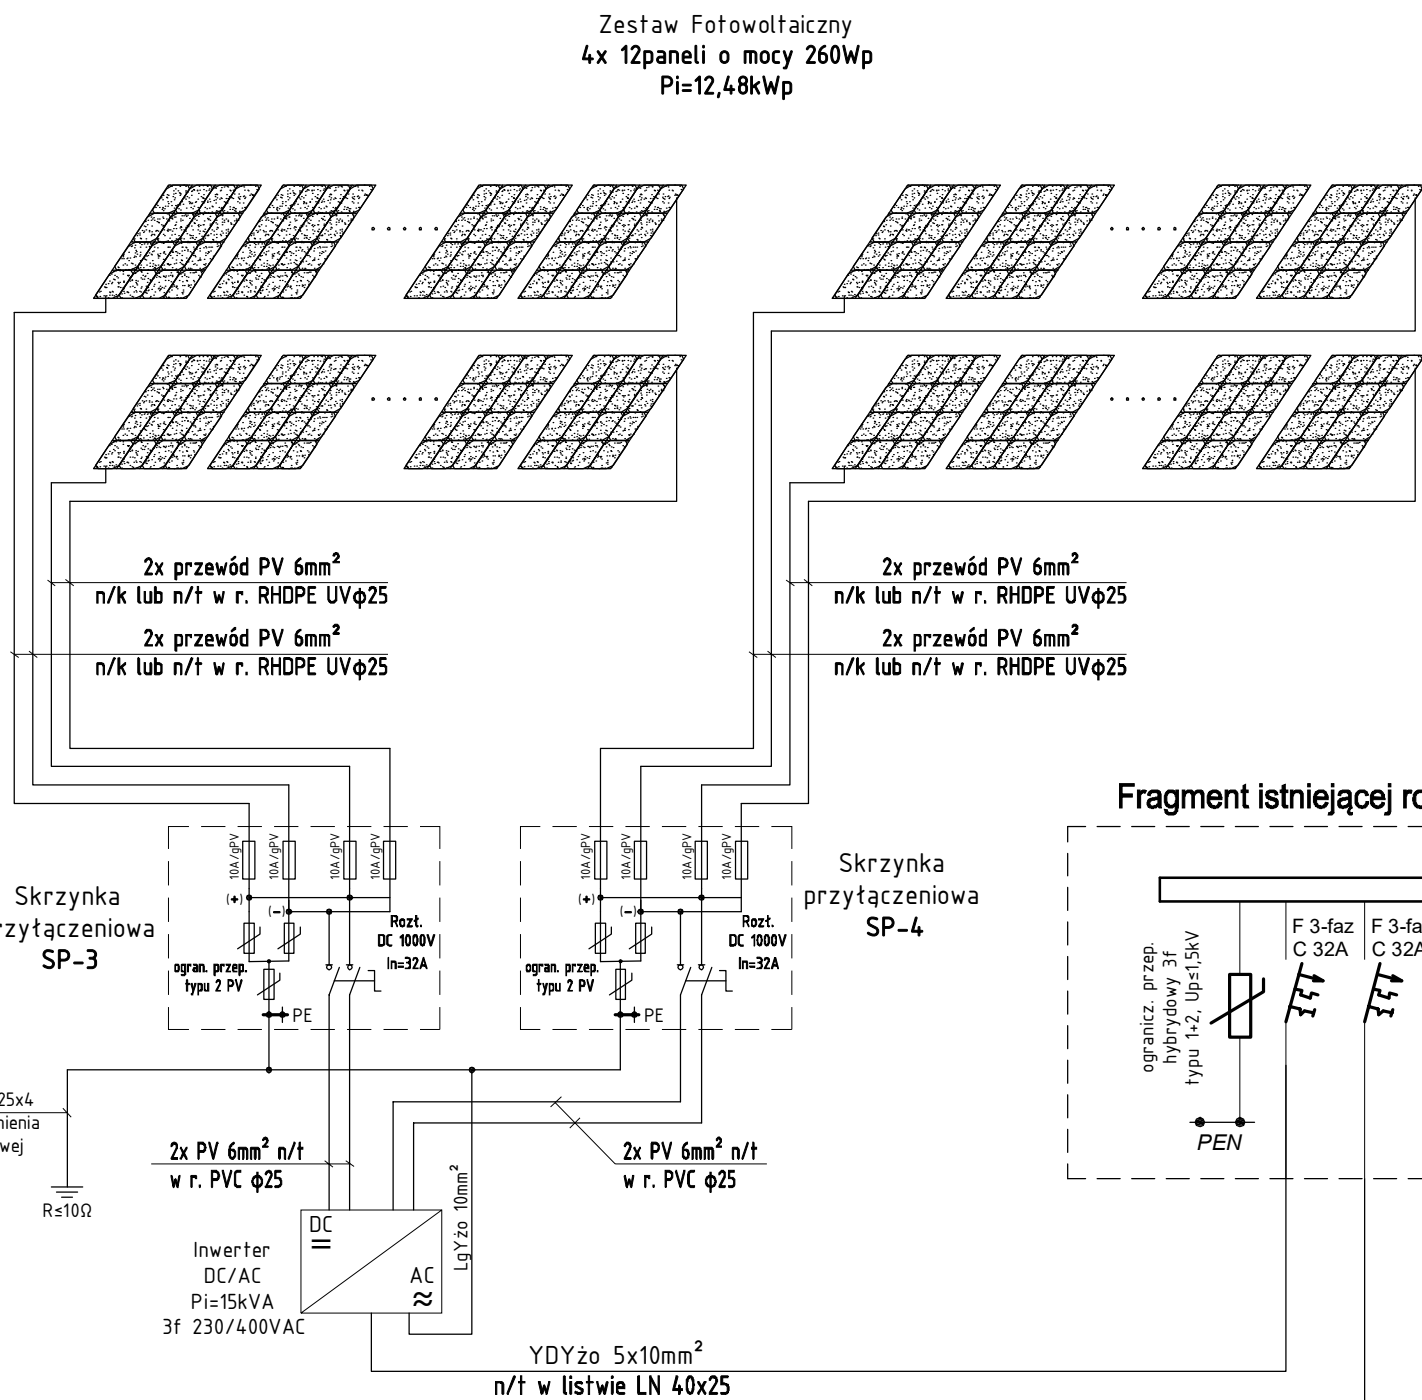 Zestaw Fotowoltaiczny
4x 12paneli o mocy 260Wp
Pi=12,48kWp
2x przewód PV 6mm²
n/k lub n/t w r. RHDPE UVφ25
2x przewód PV 6mm²
n/k lub n/t w r. RHDPE UVφ25
2x przewód PV 6mm²
n/k lub n/t w r. RHDPE UVφ25
2x przewód PV 6mm²
n/k lub n/t w r. RHDPE UVφ25
Skrzynka
rzyłączeniowa
SP-3
10A/gPV
10A/gPV
10A/gPV
10A/gPV
(+)
(-)
Rozł.
DC 1000V
In=32A
ogran. przep.
typu 2 PV
PE
10A/gPV
10A/gPV
10A/gPV
10A/gPV
(+)
(-)
Rozł.
DC 1000V
In=32A
ogran. przep.
typu 2 PV
PE
Skrzynka
przyłączeniowa
SP-4
Fragment istniejącej ro
F 3-faz
C 32A
F 3-fa
C 32A
ogranicz. przep.
hybrydowy 3f
typu 1+2, Up≤1,5kV
PEN
25x4
nienia
wej
R≤10Ω
2x PV 6mm² n/t
w r. PVC φ25
2x PV 6mm² n/t
w r. PVC φ25
LgYżo 10mm²
DC
AC
Inwerter
DC/AC
Pi=15kVA
3f 230/400VAC
YDYżo 5x10mm²
n/t w listwie LN 40x25